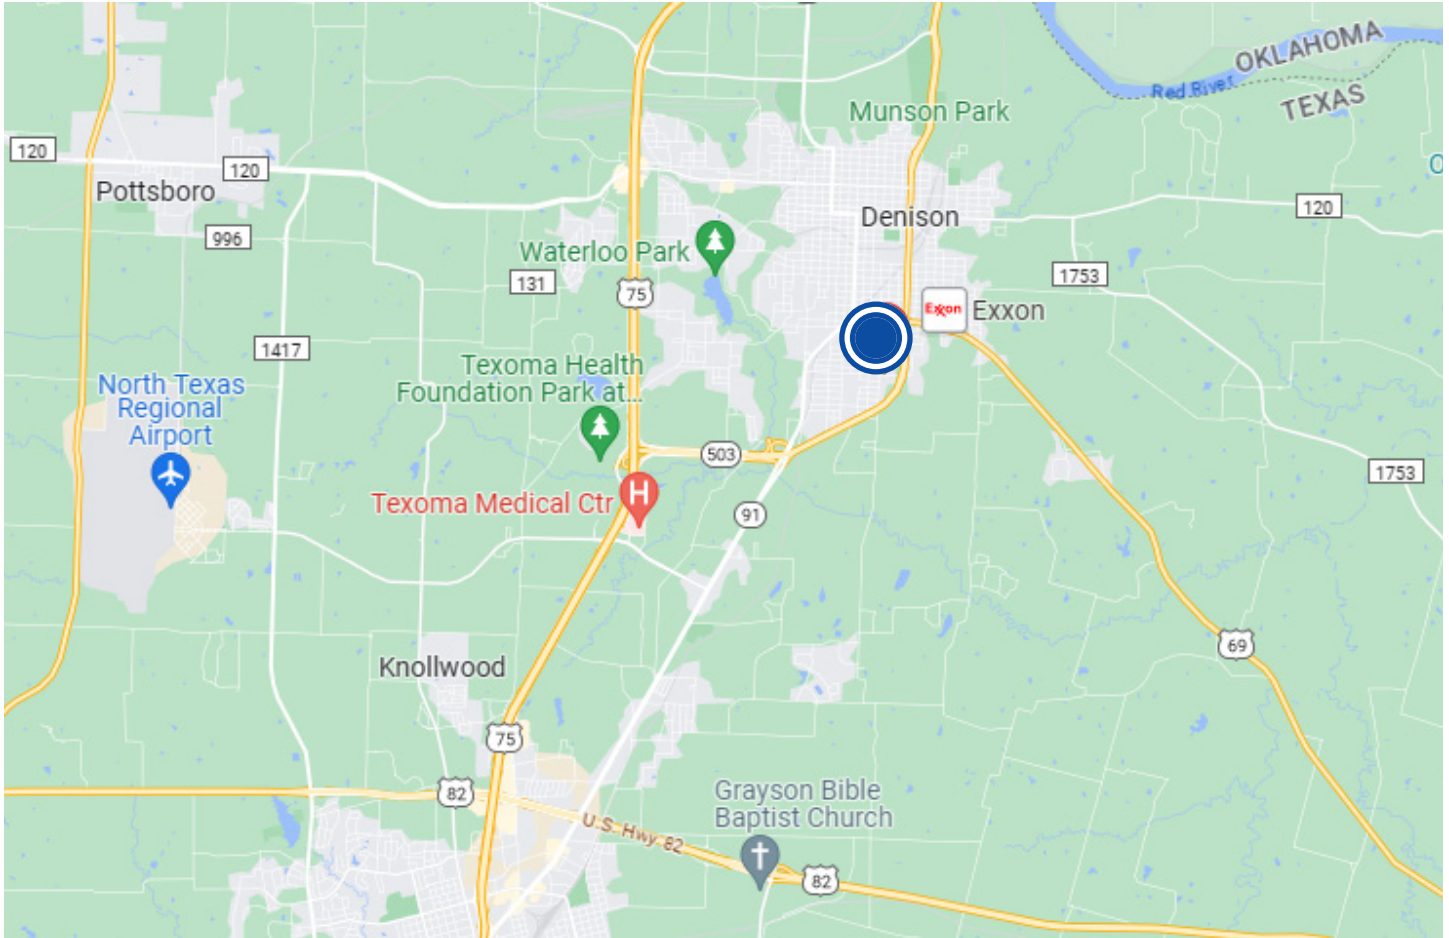 OKLAHOMA
Red River
TEXAS
Munson Park
120
120
Pottsboro
O
120
Denison
996
Waterloo Park
1753
131
75
Exxon
Exxon
1417
Texoma Health
Foundation Park at...
North Texas
Regional
Airport
503
1753
H
Texoma Medical Ctr
91
69
Knollwood
75
82
Grayson Bible
Baptist Church
U.S. Hwy 82
82